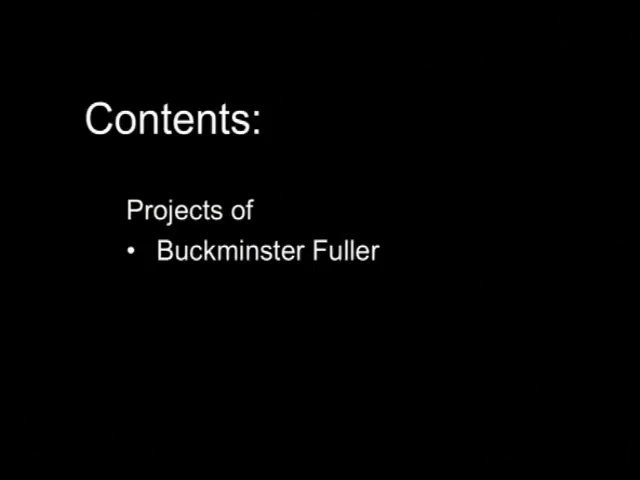 Contents:
Projects of
• Buckminster Fuller